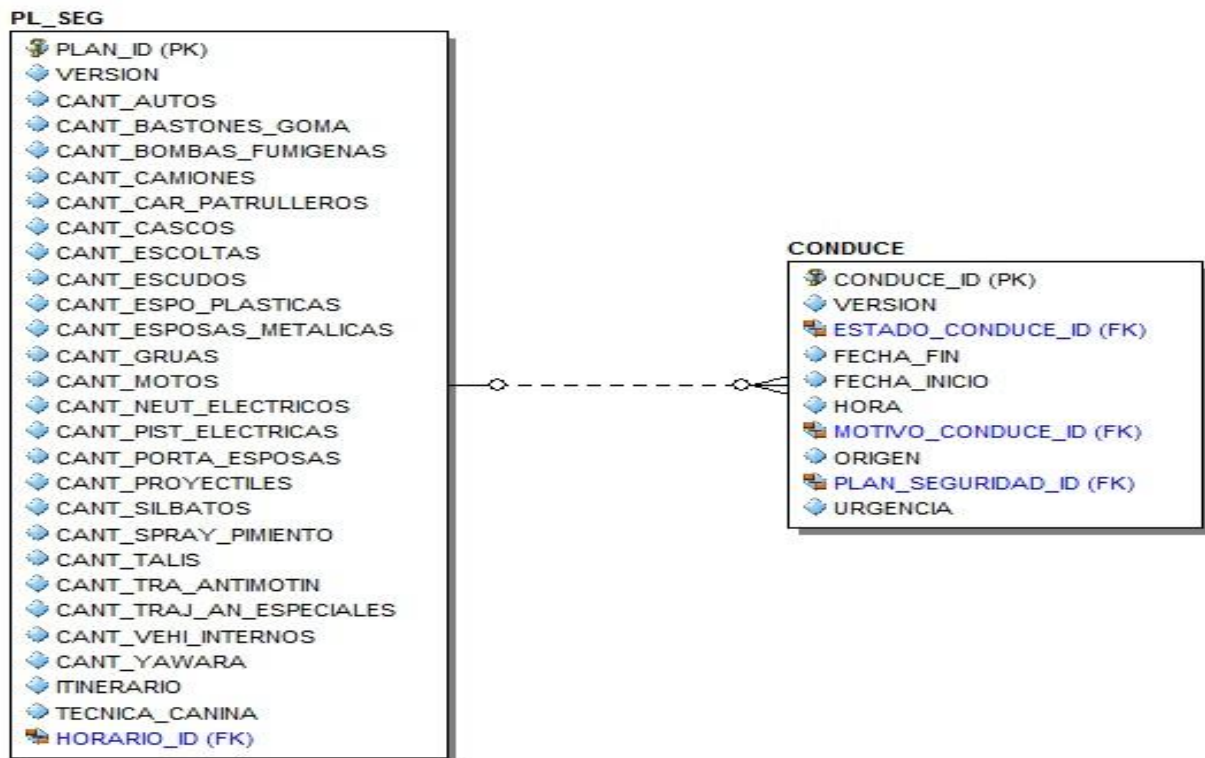 PL_SEG
PLAN_ID (PK)
VERSION
CANT_AUTOS
CANT_BASTONES_GOMA
CANT_BOMBAS_FUMIGENAS
CANT_CAMIONES
CANT_CAR_PATRULLEROS
CANT_CASCOS
CANT_ESCOLTAS
CANT_ESCUDOS
CANT_ESPO_PLASTICAS
CANT_ESPOSAS_METALICAS
CANT_GRUAS
CANT_MOTOS
CANT_NEUT_ELECTRICOS
CANT_PIST_ELECTRICAS
CANT_PORTA_ESPOSAS
CANT_PROYECTILES
CANT_SILBATOS
CANT_SPRAY_PIMIENTO
CANT_TALIS
CANT_TRA_ANTIMOTIN
CANT_TRAJ_AN_ESPECIALES
CANT_VEHI_INTERNOS
CANT_YAWARA
ITINERARIO
TECNICA_CANINA
HORARIO_ID (FK)
CONDUCE
CONDUCE_ID (PK)
VERSION
ESTADO_CONDUCE_ID (FK)
FECHA_FIN
FECHA_INICIO
HORA
MOTIVO_CONDUCE_ID (FK)
ORIGEN
PLAN_SEGURIDAD_ID (FK)
URGENCIA